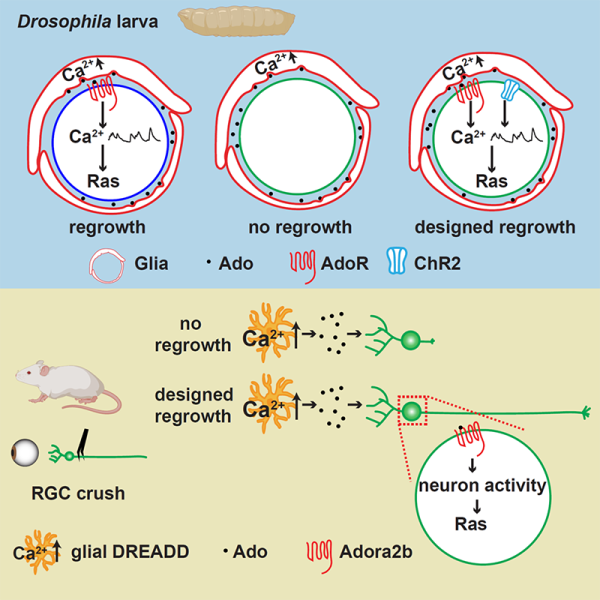 Drosophila larva
Ca²⁺
Ca²⁺
Ras
regrowth
Ca²⁺
no regrowth
Ca²⁺
Ca²⁺
Ras
designed regrowth
Glia
Ado
AdoR
ChR2
no
regrowth
Ca²⁺
designed
regrowth
Ca²⁺
RGC crush
neuron activity
Ras
Ca²⁺
glial DREADD
Ado
Adora2b